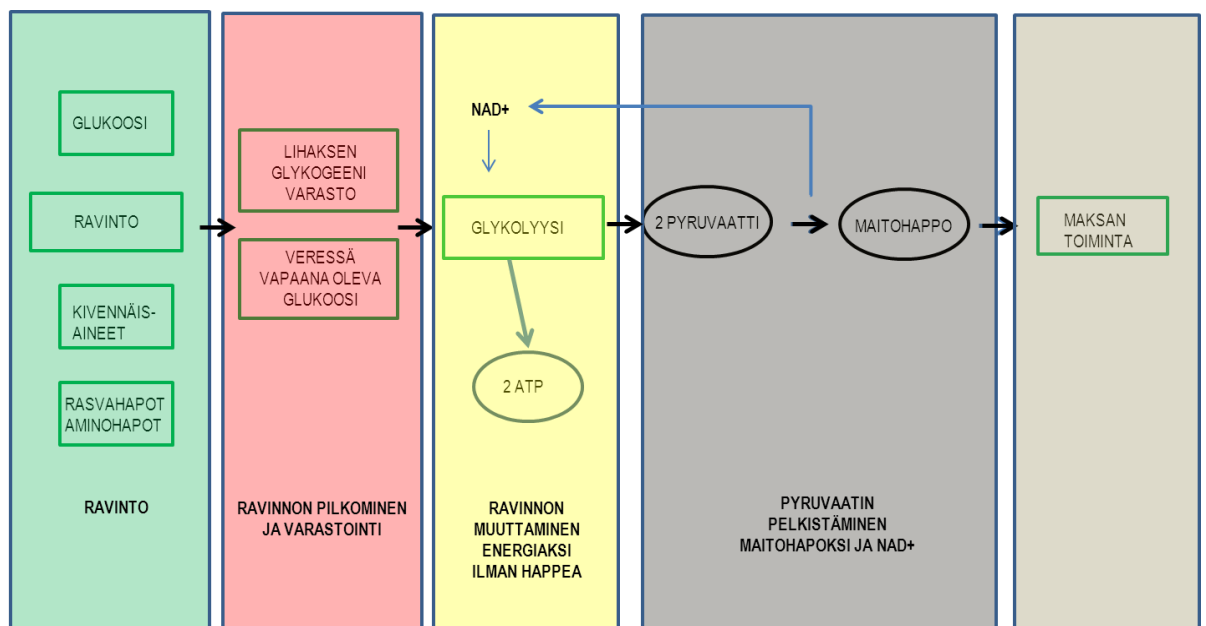 GLUKOOSI
RAVINTO
KIVENNÄIS-
AINEET
RASVAHAPOT
AMINOHAPOT
RAVINTO
LIHAKSEN
GLYKOGEENI
VARASTO
VERESSÄ
VAPAANA OLEVA
GLUKOOSI
RAVINNON PILKOMINEN
JA VARASTOINTI
NAD+
GLYKOLYYSI
2 ATP
RAVINNON
MUUTTAMINEN
ENERGIAKSI
ILMAN HAPPEA
2 PYRUVAATTI
MAITOHAPPO
PYRUVAATIN
PELKISTÄMINEN
MAITOHAPOKSI JA NAD+
MAKSAN
TOIMINTA